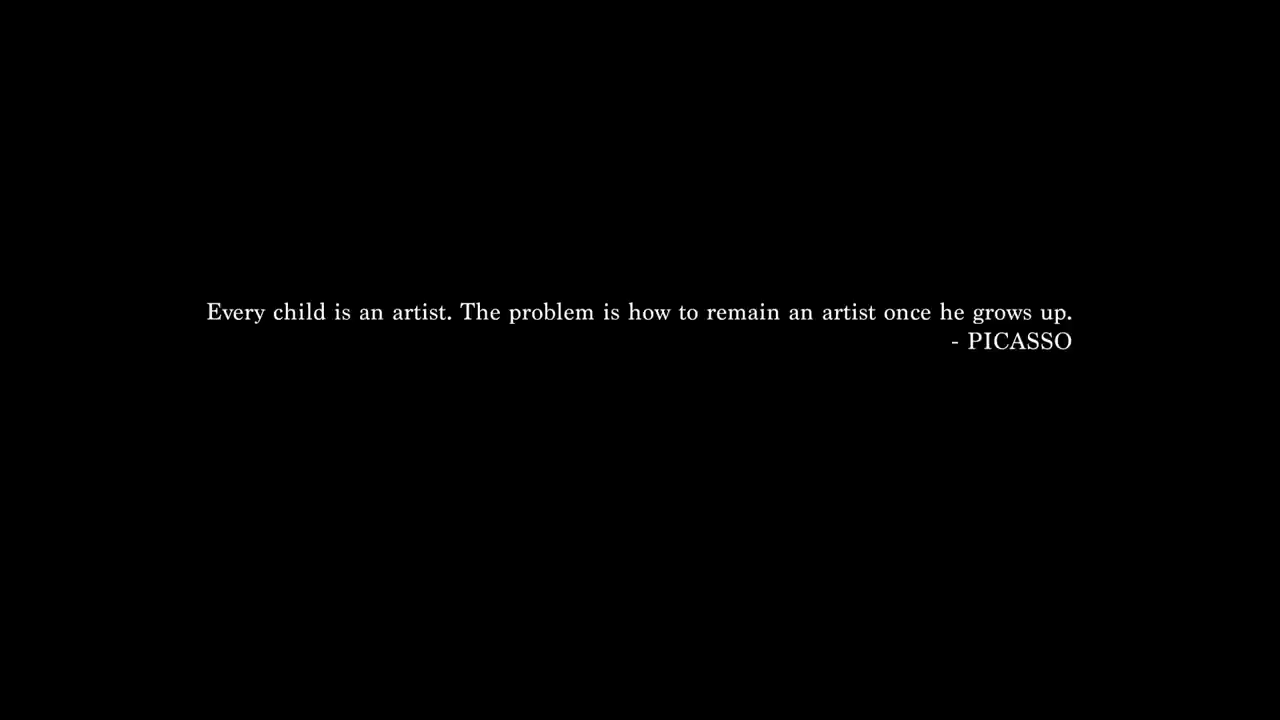 Every child is an artist. The problem is how to remain an artist once he grows up.
- PICASSO